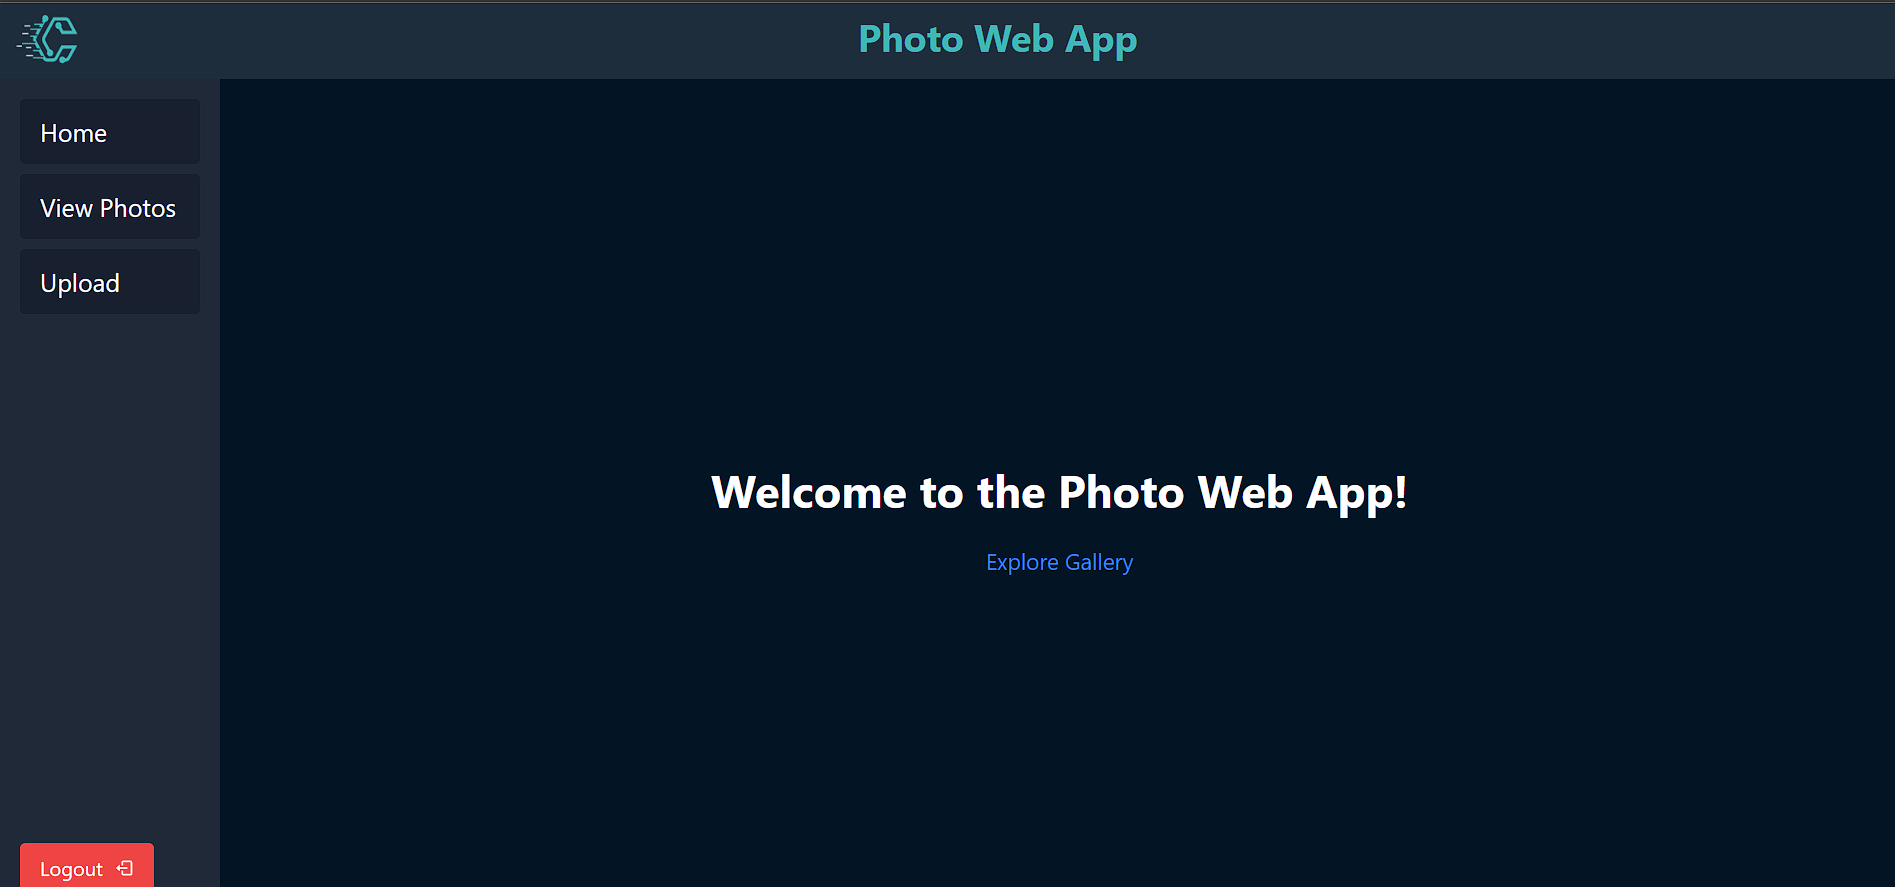 Photo Web App
Home
View Photos
Upload
Welcome to the Photo Web App!
Explore Gallery
Logout